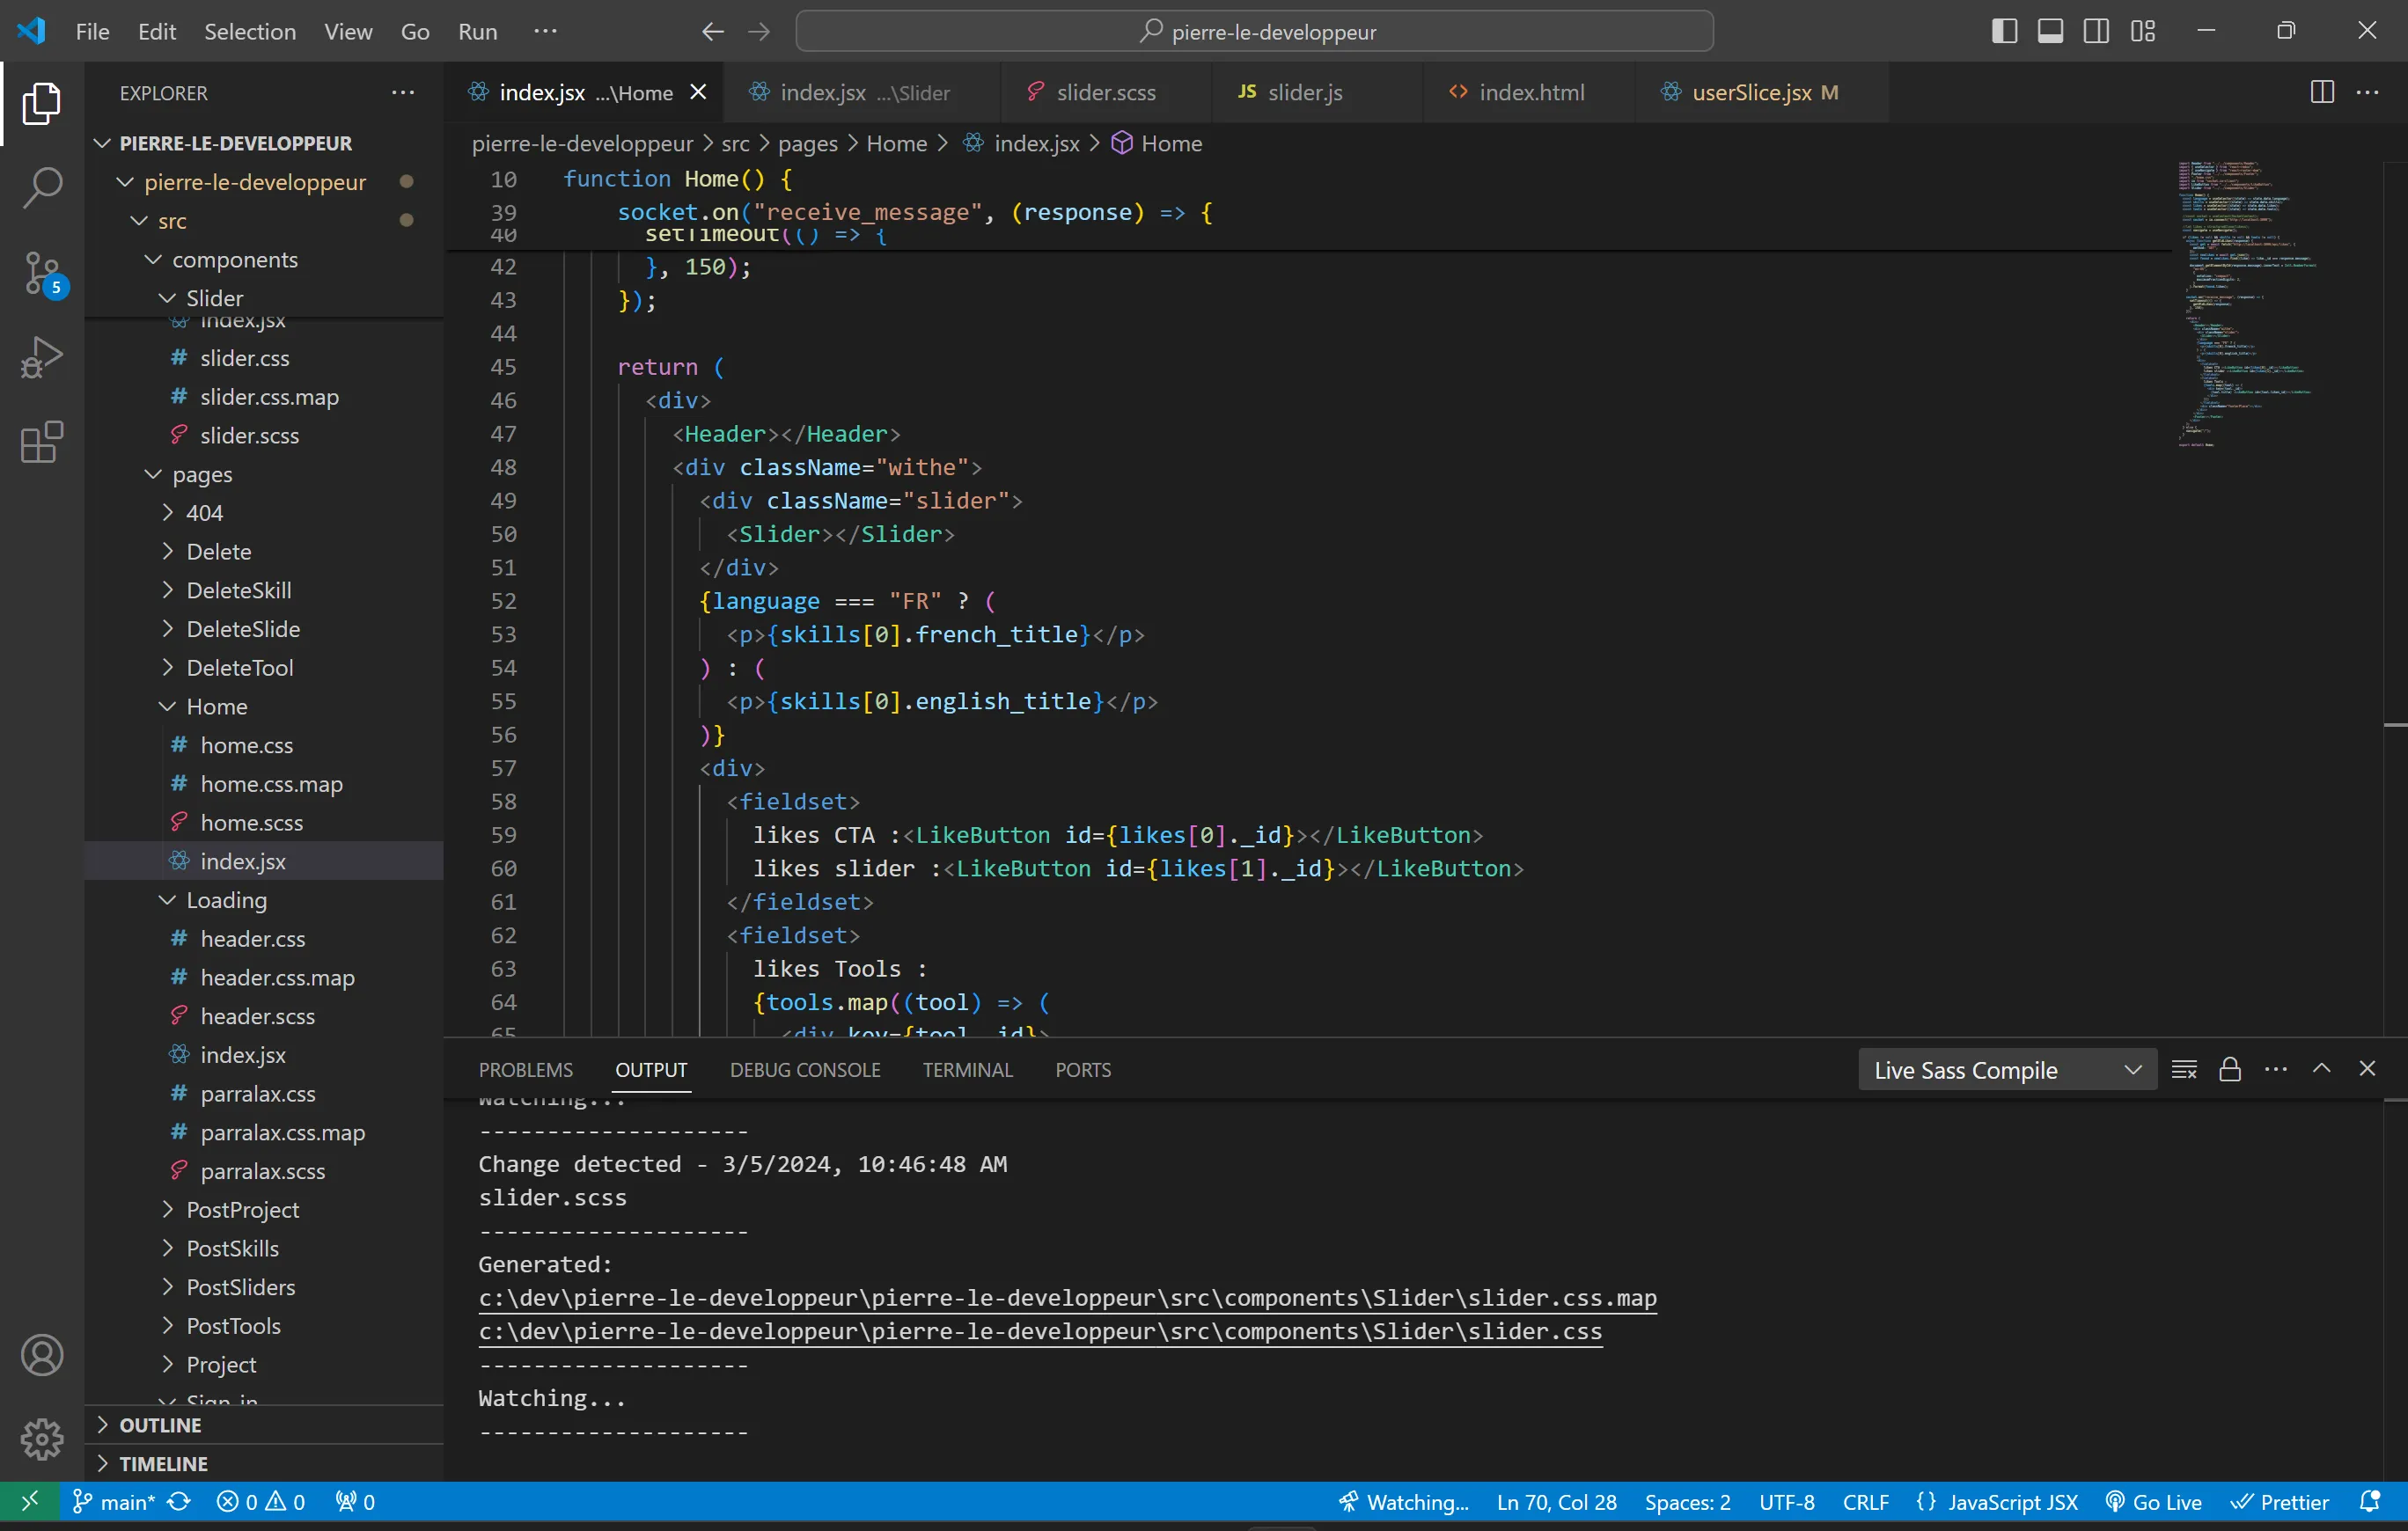 File Edit Selection View Go Run ···
pierre-le-developpeur
EXPLORER
PIERRE-LE-DEVELOPPEUR
pierre-le-developpeur
src
components
Slider
index.jsx
slider.css
slider.css.map
slider.scss
pages
404
Delete
DeleteSkill
DeleteSlide
DeleteTool
Home
home.css
home.css.map
home.scss
index.jsx
Loading
header.css
header.css.map
header.scss
index.jsx
parralax.css
parralax.css.map
parralax.scss
PostProject
PostSkills
PostSliders
PostTools
Project
Sign-in
OUTLINE
TIMELINE
5
index.jsx ...\Home
index.jsx ...\Slider
slider.scss
JS slider.js
index.html
userSlice.jsx M
pierre-le-developpeur > src > pages > Home > index.jsx > Home
10 function Home() {
39 socket.on("receive_message", (response) => {
40 setTimeout(() => {
42 }, 150);
43 });
44
45 return (
46 <div>
47 <Header></Header>
48 <div className="withe">
49 <div className="slider">
50 <Slider></Slider>
51 </div>
52 {language === "FR" ? (
53 <p>{skills[0].french_title}</p>
54 ) : (
55 <p>{skills[0].english_title}</p>
56 )}
57 <div>
58 <fieldset>
59 likes CTA :<LikeButton id={likes[0]._id}></LikeButton>
60 likes slider :<LikeButton id={likes[1]._id}></LikeButton>
61 </fieldset>
62 <fieldset>
63 likes Tools :
64 {tools.map((tool) => (
65 <div key={tool._id}>
PROBLEMS OUTPUT DEBUG CONSOLE TERMINAL PORTS
Live Sass Compile
Watching...
--------------------
Change detected - 3/5/2024, 10:46:48 AM
slider.scss
--------------------
Generated:
c:\dev\pierre-le-developpeur\pierre-le-developpeur\src\components\Slider\slider.css.map
c:\dev\pierre-le-developpeur\pierre-le-developpeur\src\components\Slider\slider.css
--------------------
Watching...
--------------------
main* 0 0 0
Watching... Ln 70, Col 28 Spaces: 2 UTF-8 CRLF {} JavaScript JSX Go Live Prettier